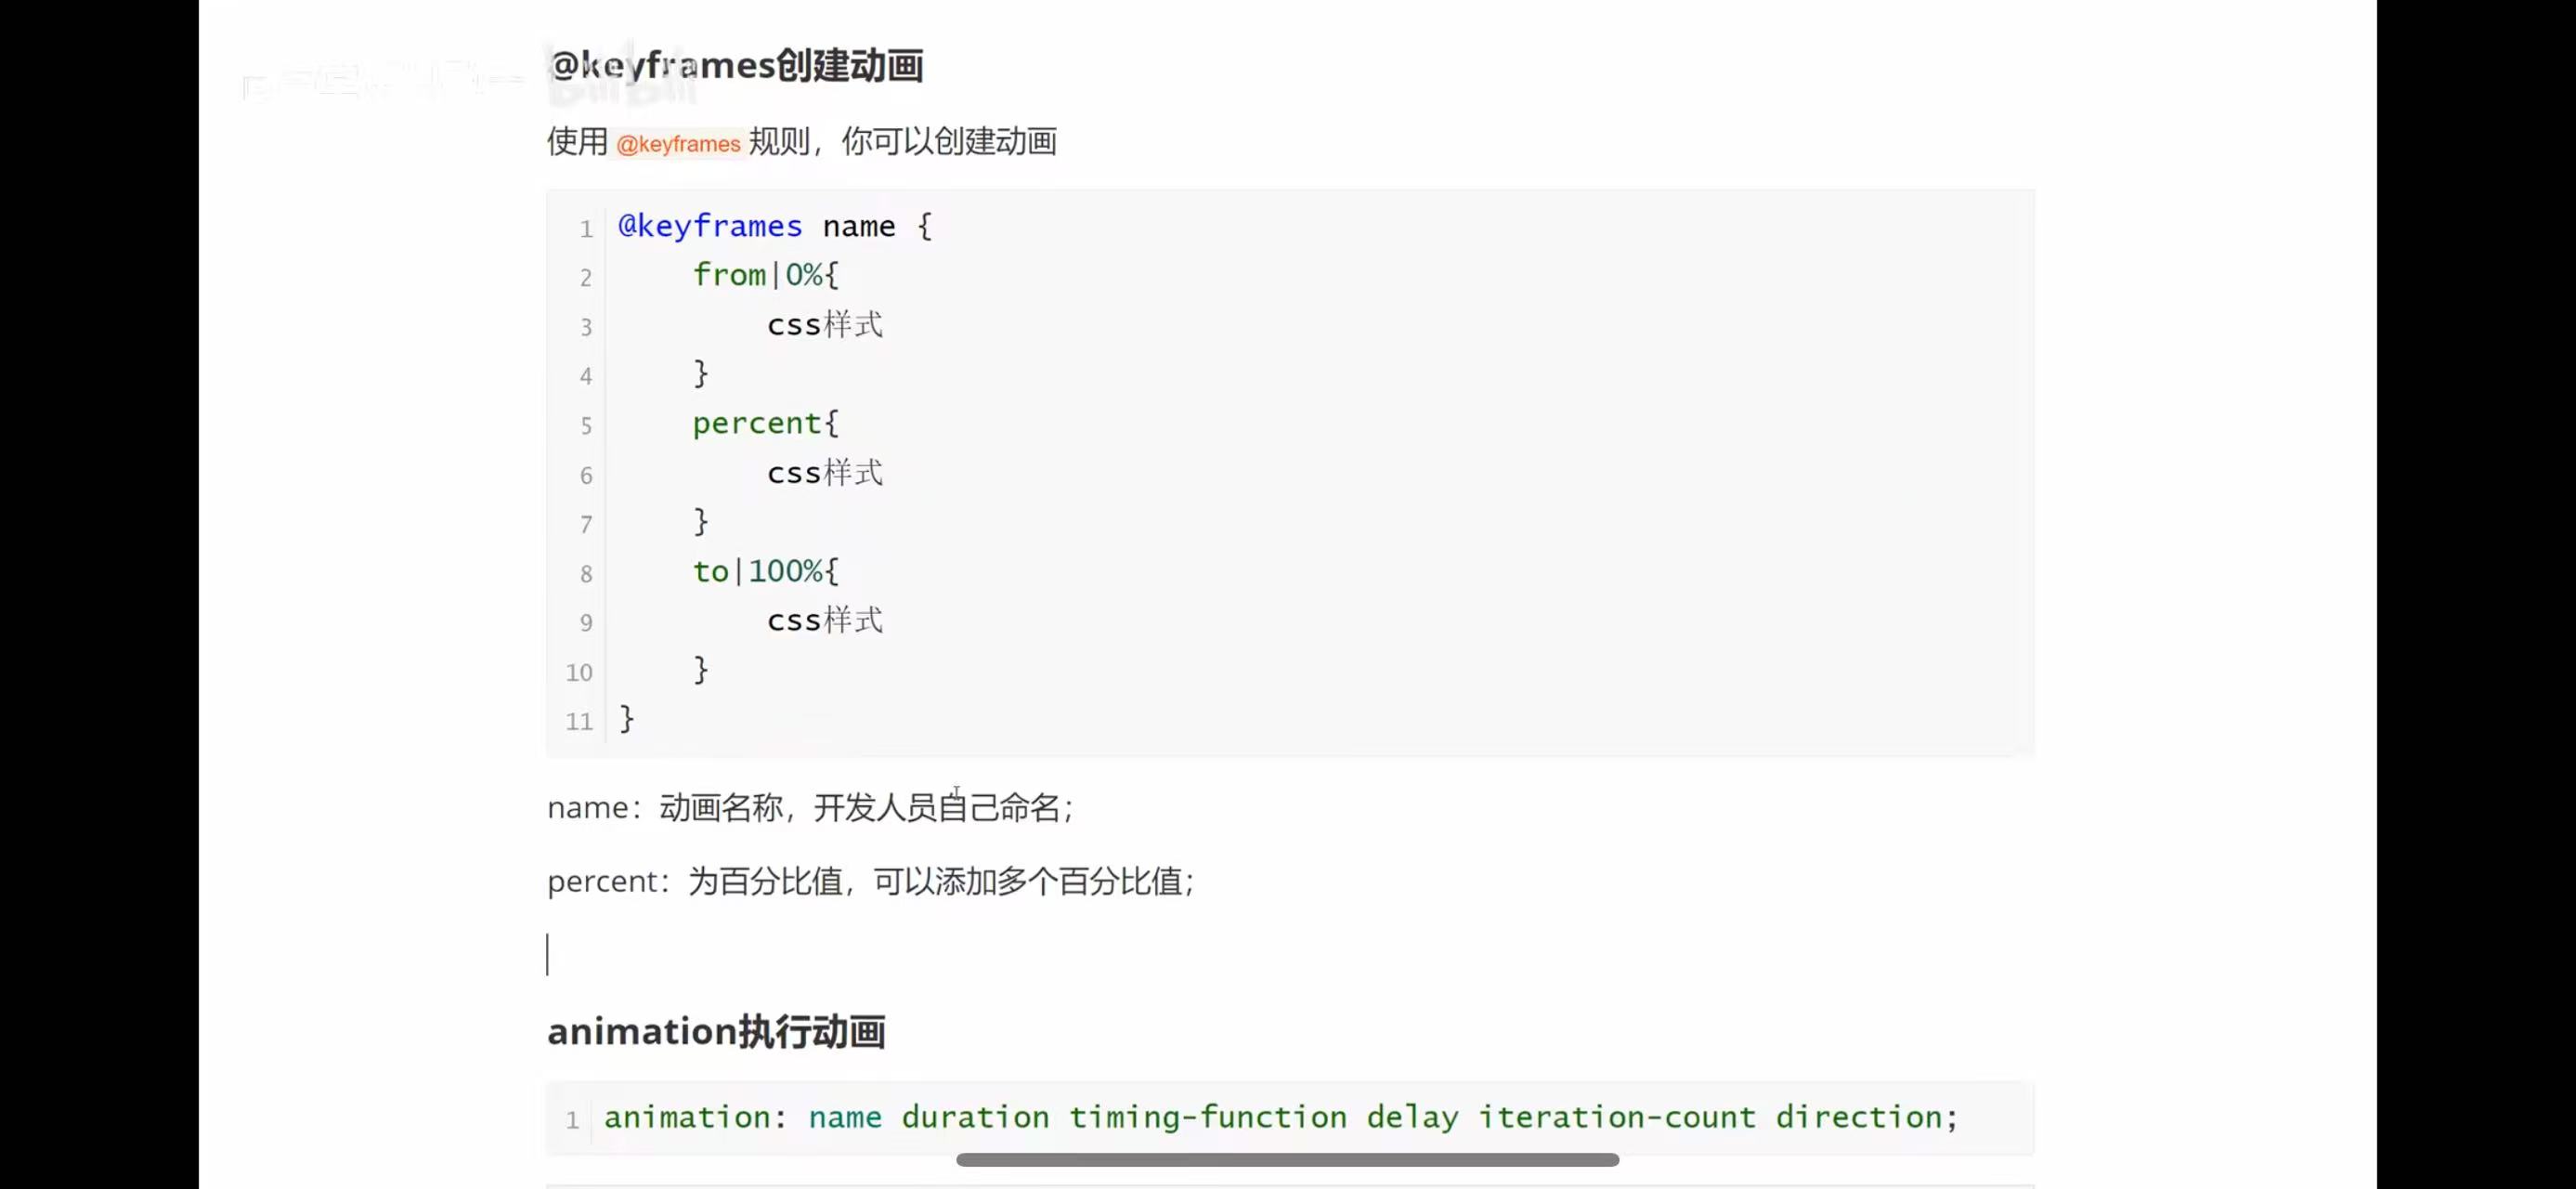 @keyframes创建动画
使用 @keyframes 规则，你可以创建动画
1 @keyframes name {
2 from|0%{
3 css样式
4 }
5 percent{
6 css样式
7 }
8 to|100%{
9 css样式
10 }
11 }
name：动画名称，开发人员自己命名；
percent：为百分比值，可以添加多个百分比值；
animation执行动画
1 animation: name duration timing-function delay iteration-count direction;